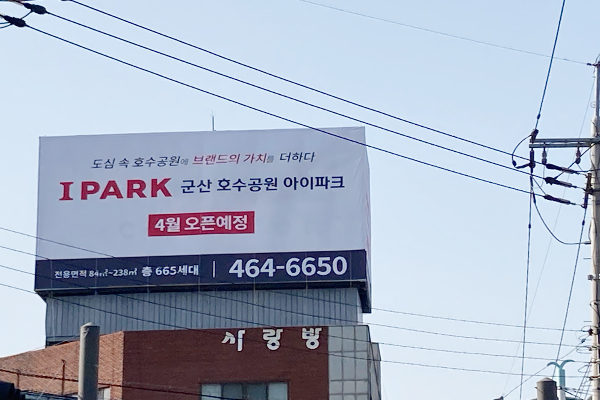 도심 속 호수공원에 브랜드의 가치를 더하다
IPARK 군산 호수공원 아이파크
4월 오픈예정
전용면적 84㎡~238㎡ 총 665세대 | 464-6650
사랑방